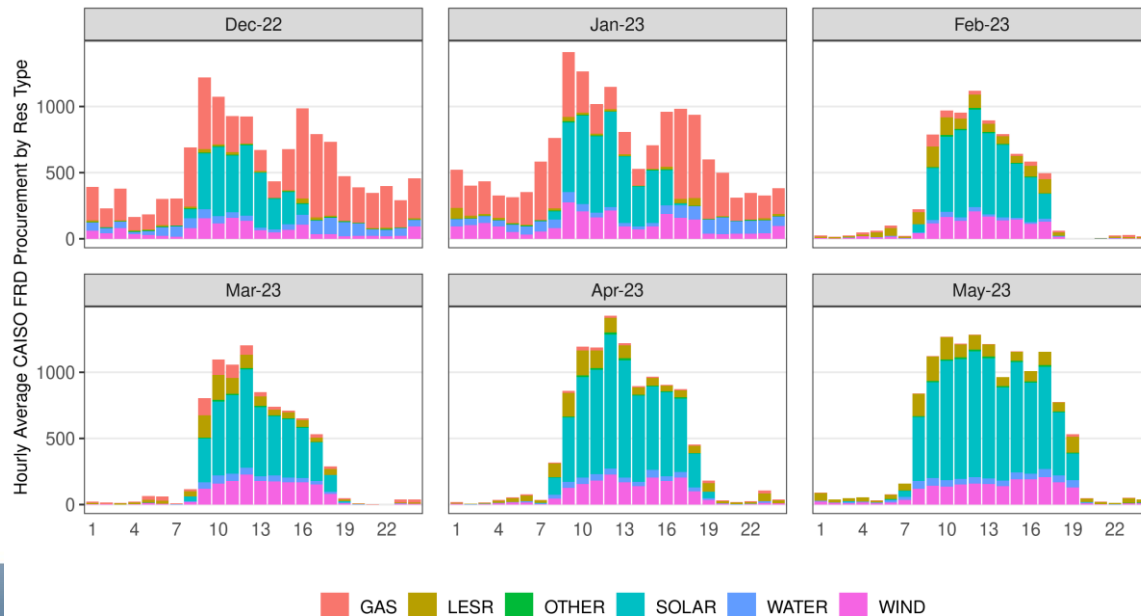 Dec-22 Jan-23 Feb-23
Hourly Average CAISO FRD Procurement by Res Type
1000
500
0
Mar-23 Apr-23 May-23
1000
500
0
1 4 7 10 13 16 19 22 1 4 7 10 13 16 19 22 1 4 7 10 13 16 19 22
GAS LESR OTHER SOLAR WATER WIND